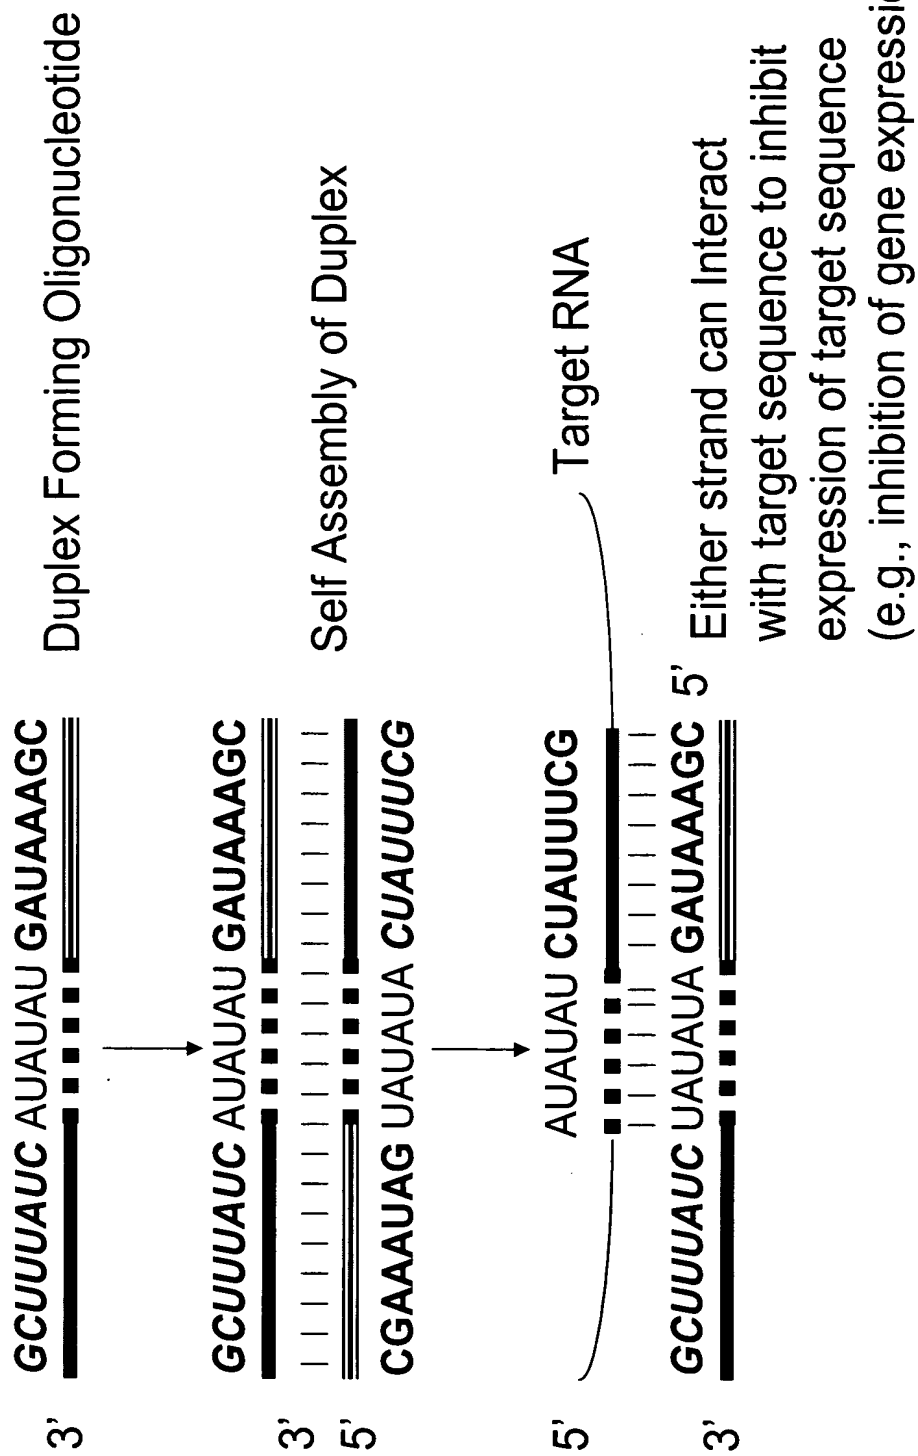 3' GCUUUAUC AUAUAU GAUAAAGC Duplex Forming Oligonucleotide
GCUUUAUC AUAUAU GAUAAAGC
3'
5'
Self Assembly of Duplex
CGAAAUAG UAUAUA CUAUUUCG
AUAUAU CUAUUUCG
5' Target RNA
GCUUUAUC UAUAUA GAUAAAGC 5'
3'
Either strand can Interact
with target sequence to inhibit
expression of target sequence
(e.g., inhibition of gene expressio